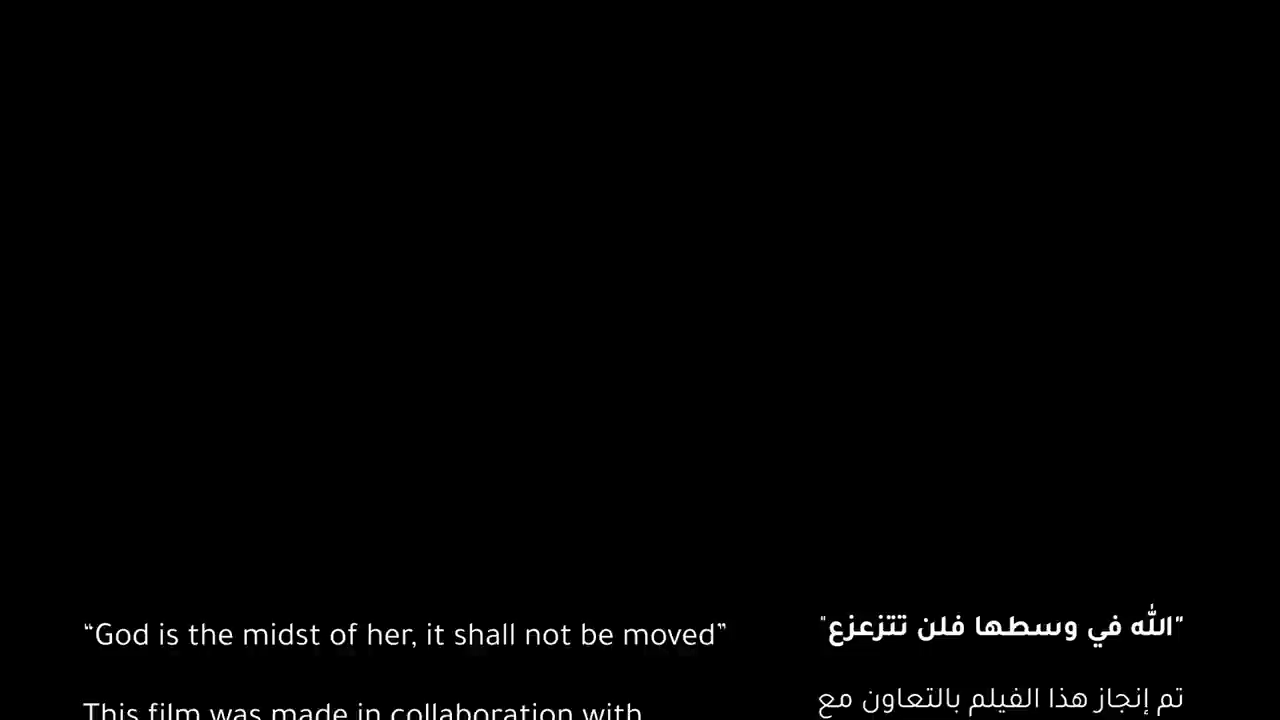 “God is the midst of her, it shall not be moved”
This film was made in collaboration with
"الله في وسطها فلن تتزعزع"
تم إنجاز هذا الفيلم بالتعاون مع